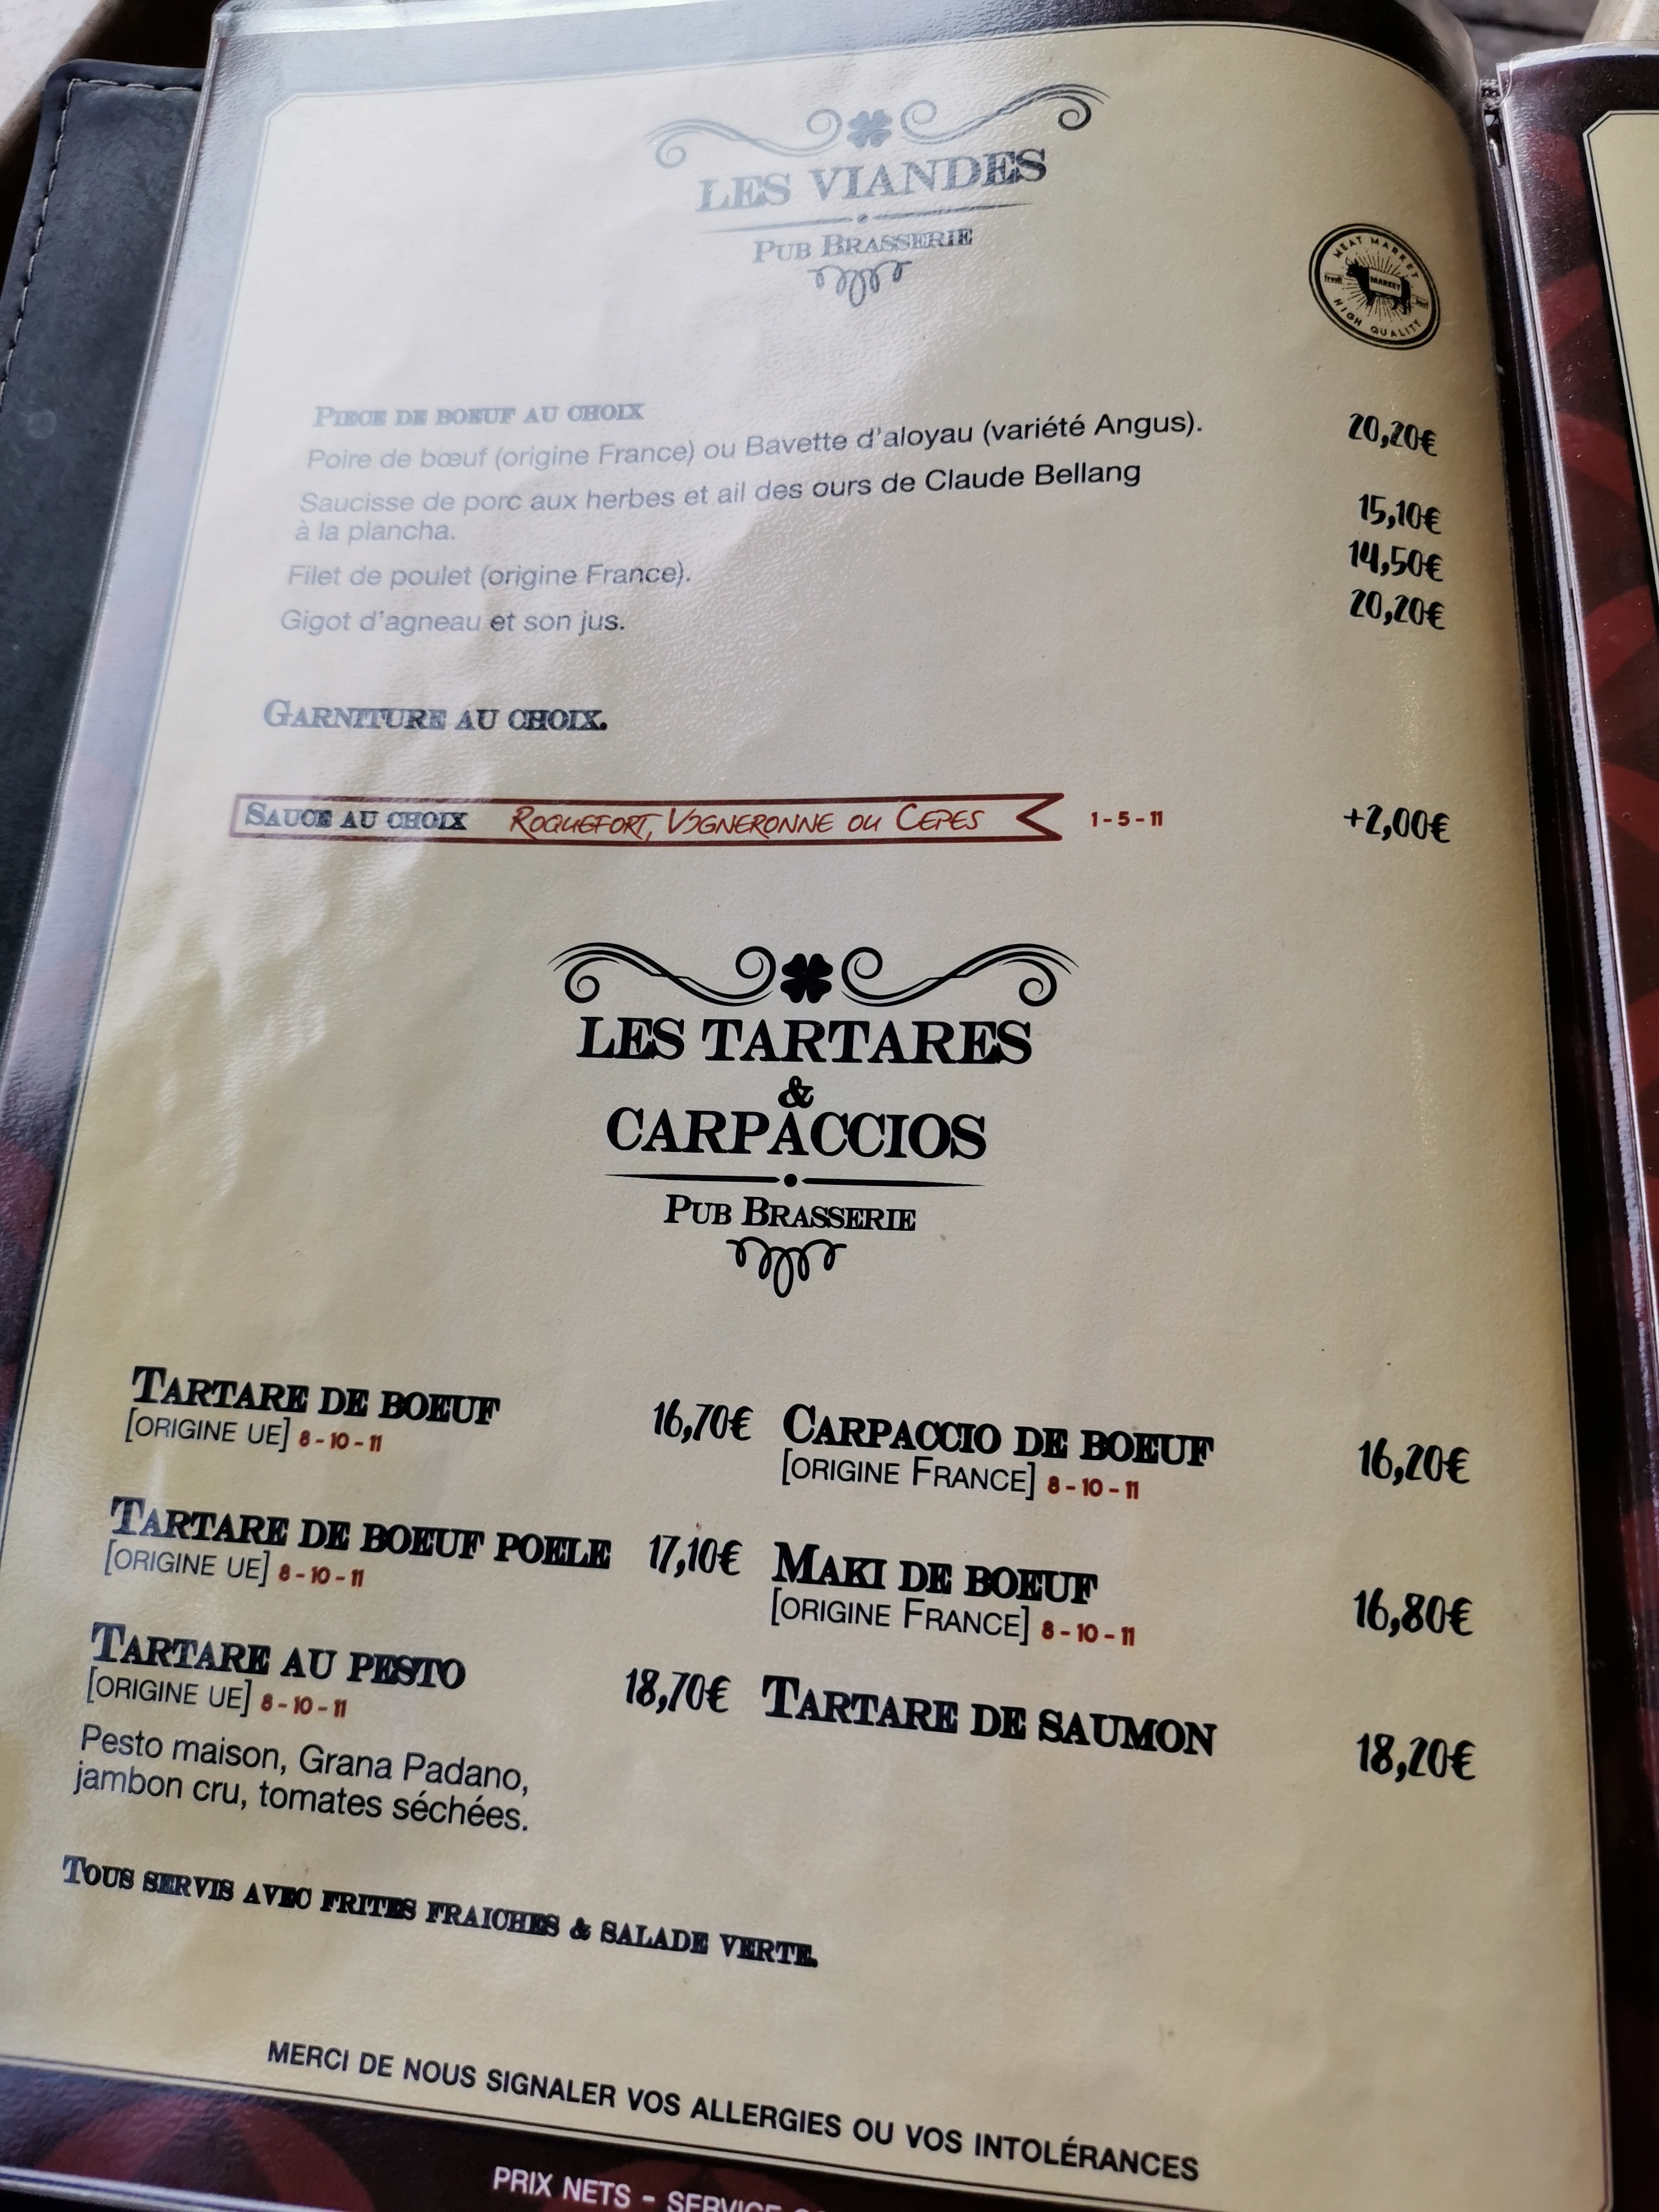 LES VIANDES
PUB BRASSERIE
MEAT MARKET
fresh
MARKET
HIGH QUALITY
PIECE DE BOEUF AU CHOIX
Poire de bœuf (origine France) ou Bavette d'aloyau (variété Angus). 20,20€
Saucisse de porc aux herbes et ail des ours de Claude Bellang
à la plancha. 15,10€
Filet de poulet (origine France). 14,50€
Gigot d'agneau et son jus. 20,20€
GARNITURE AU CHOIX.
SAUCE AU CHOIX ROQUEFORT, VIGNERONNE OU CEPES 1-5-11 +2,00€
LES TARTARES
&
CARPACCIOS
PUB BRASSERIE
TARTARE DE BOEUF 16,70€
[ORIGINE UE] 8-10-11
TARTARE DE BOEUF POELE 17,10€
[ORIGINE UE] 8-10-11
TARTARE AU PESTO 18,70€
[ORIGINE UE] 8-10-11
Pesto maison, Grana Padano,
jambon cru, tomates séchées.
CARPACCIO DE BOEUF 16,20€
[ORIGINE FRANCE] 8-10-11
MAKI DE BOEUF 16,80€
[ORIGINE FRANCE] 8-10-11
TARTARE DE SAUMON 18,20€
TOUS SERVIS AVEC FRITES FRAICHES & SALADE VERTE.
MERCI DE NOUS SIGNALER VOS ALLERGIES OU VOS INTOLÉRANCES
PRIX NETS - SERVICE